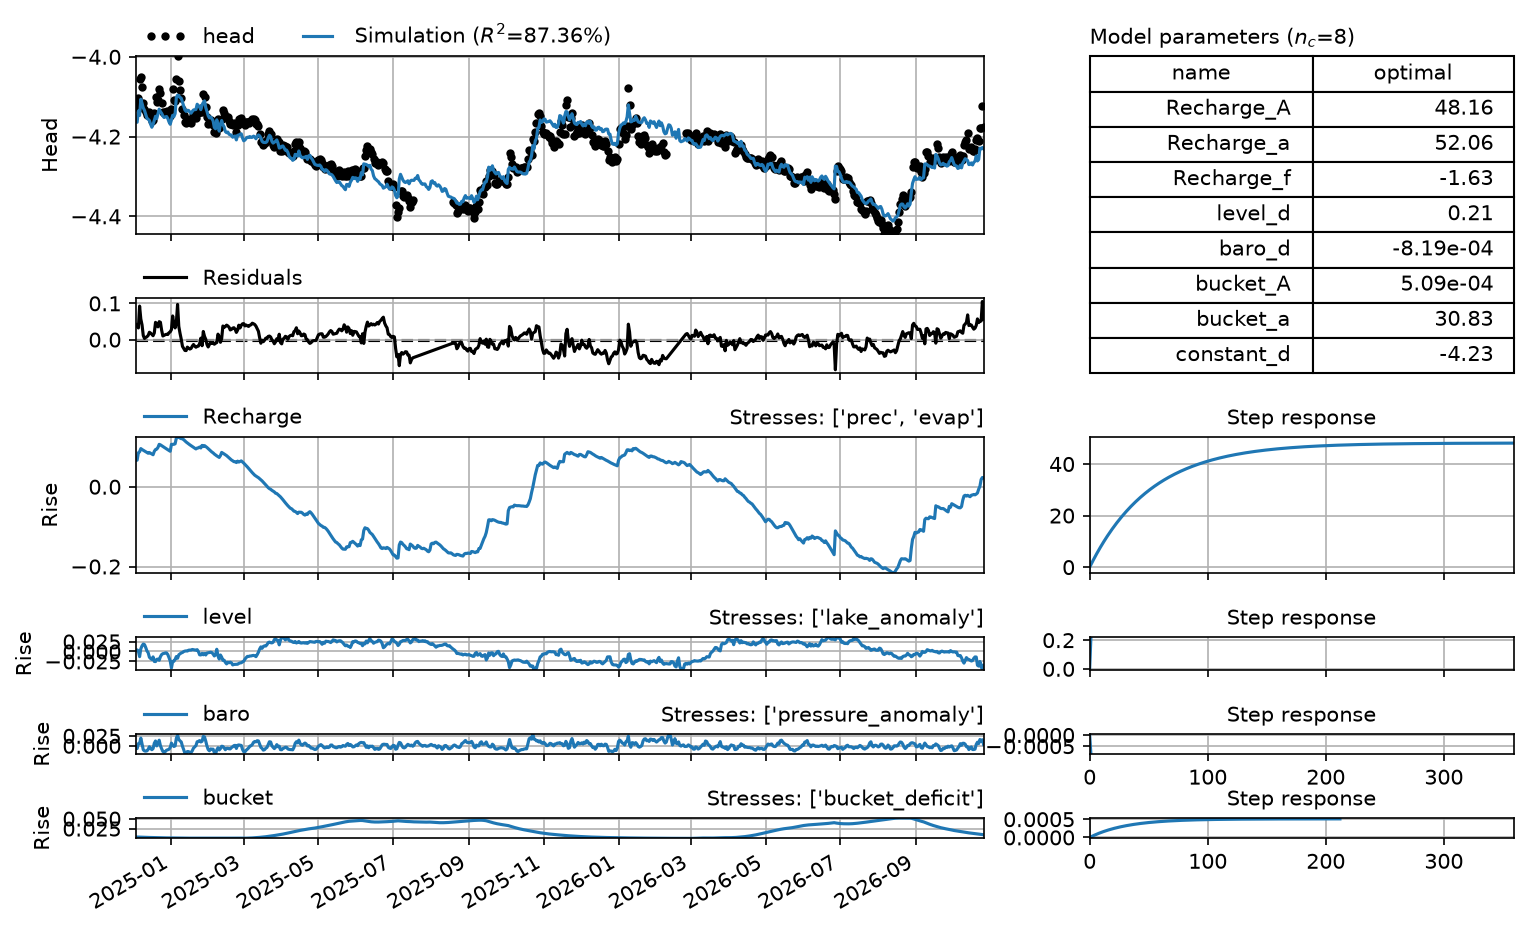 head Simulation (R²=87.36%)
Model parameters (n_c=8)
−4.0
−4.2
−4.4
Head
name optimal
Recharge_A 48.16
Recharge_a 52.06
Recharge_f -1.63
level_d 0.21
baro_d -8.19e-04
bucket_A 5.09e-04
bucket_a 30.83
constant_d -4.23
Residuals
0.1
0.0
Recharge Stresses: ['prec', 'evap']
Step response
0.0
−0.2
Rise
40
20
0
level Stresses: ['lake_anomaly']
Step response
0.025
0.000
−0.025
Rise
0.2
0.0
baro Stresses: ['pressure_anomaly']
Step response
0.025
0.000
Rise
0.0000
−0.0005
0 100 200 300
bucket Stresses: ['bucket_deficit']
Step response
0.050
0.025
Rise
0.0005
0.0000
0 100 200 300
2025-01 2025-03 2025-05 2025-07 2025-09 2025-11 2026-01 2026-03 2026-05 2026-07 2026-09